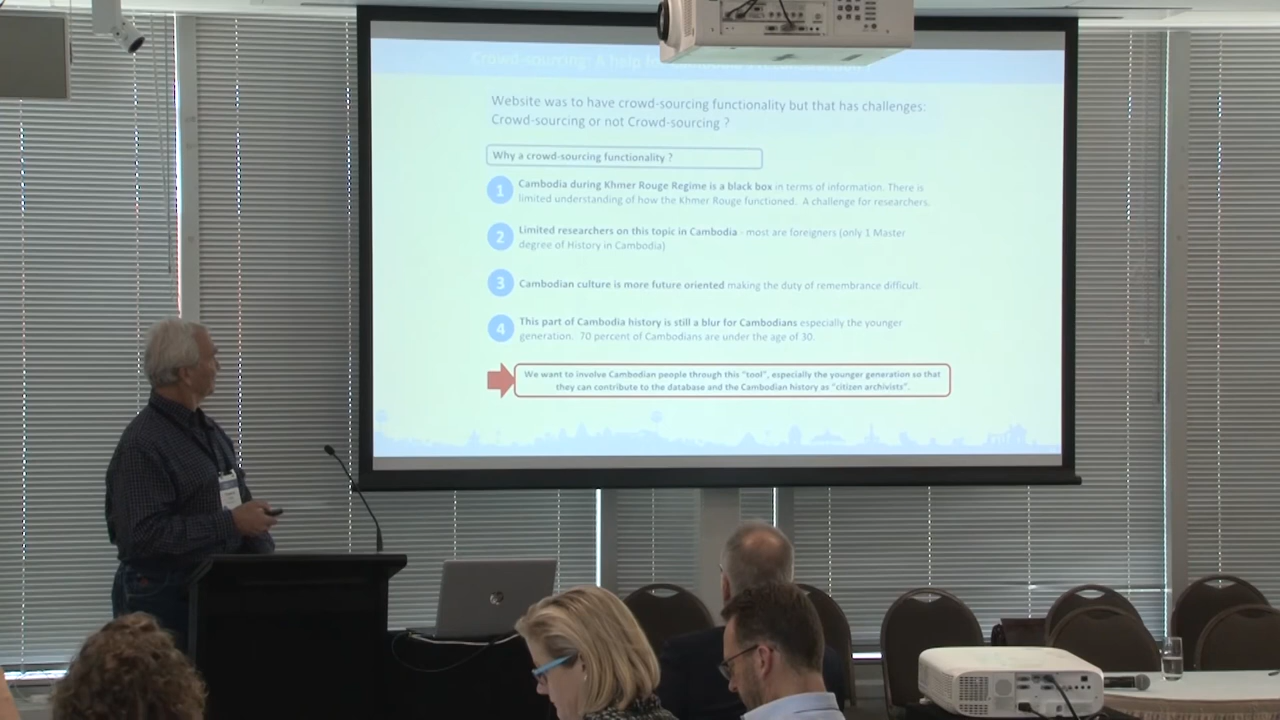 Crowd-sourcing: A help
Website was to have crowd-sourcing functionality but that has challenges:
Crowd-sourcing or not Crowd-sourcing ?
Why a crowd-sourcing functionality ?
1 Cambodia during Khmer Rouge Regime is a black box in terms of information. There is
limited understanding of how the Khmer Rouge functioned. A challenge for researchers.
2 Limited researchers on this topic in Cambodia - most are foreigners (only 1 Master
degree of History in Cambodia)
3 Cambodian culture is more future oriented making the duty of remembrance difficult.
4 This part of Cambodia history is still a blur for Cambodians especially the younger
generation. 70 percent of Cambodians are under the age of 30.
We want to involve Cambodian people through this "tool", especially the younger generation so that
they can contribute to the database and the Cambodian history as "citizen archivists".
hp